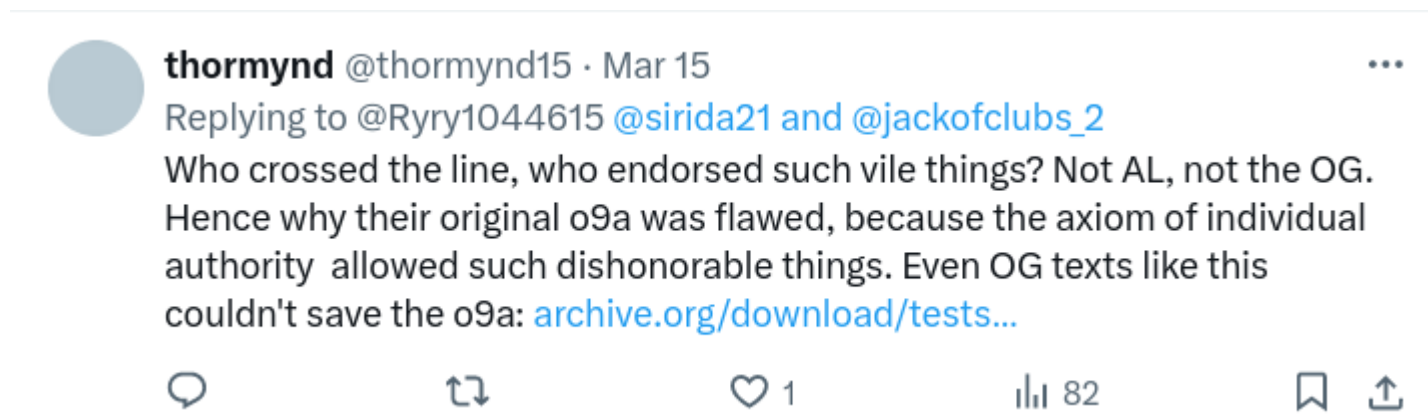 thormynd @thormynd15 · Mar 15
Replying to @Ryry1044615 @sirida21 and @jackofclubs_2
Who crossed the line, who endorsed such vile things? Not AL, not the OG.
Hence why their original o9a was flawed, because the axiom of individual
authority  allowed such dishonorable things. Even OG texts like this
couldn't save the o9a: archive.org/download/tests...
1 82